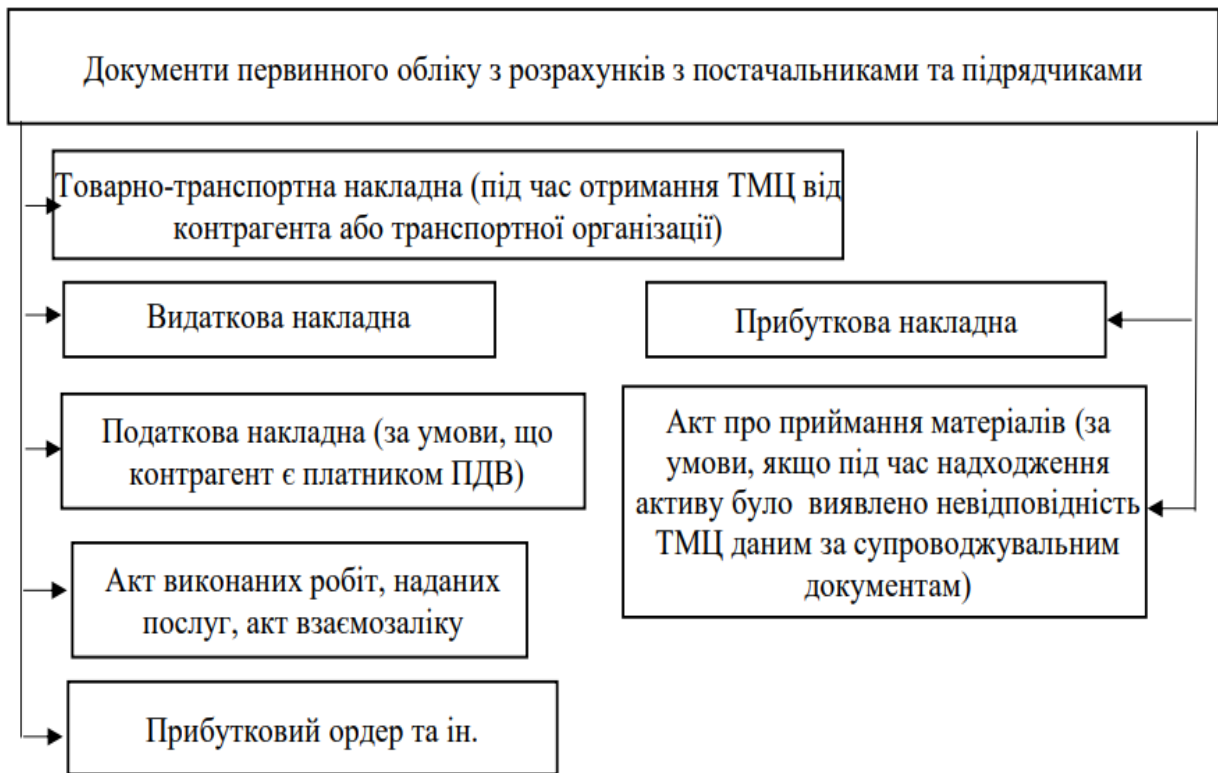 Документи первинного обліку з розрахунків з постачальниками та підрядчиками
Товарно-транспортна накладна (під час отримання ТМЦ від
контрагента або транспортної організації)
Видаткова накладна
Прибуткова накладна
Податкова накладна (за умови, що
контрагент є платником ПДВ)
Акт про приймання матеріалів (за
умови, якщо під час надходження
активу було виявлено невідповідність
ТМЦ даним за супроводжувальним
документам)
Акт виконаних робіт, наданих
послуг, акт взаємозаліку
Прибутковий ордер та ін.